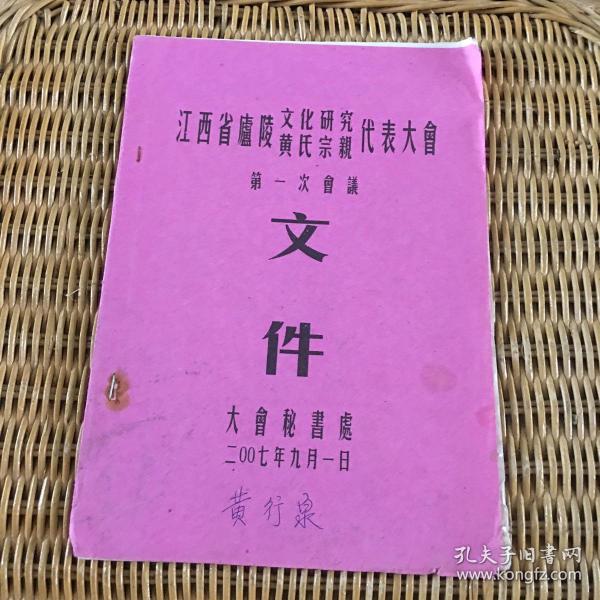 江西省廬陵文化研究黄氏宗親代表大會
第一次會議
文
件
大會秘書處
二00七年九月一日
黄行泉
孔夫子旧書网
www.kongfz.com